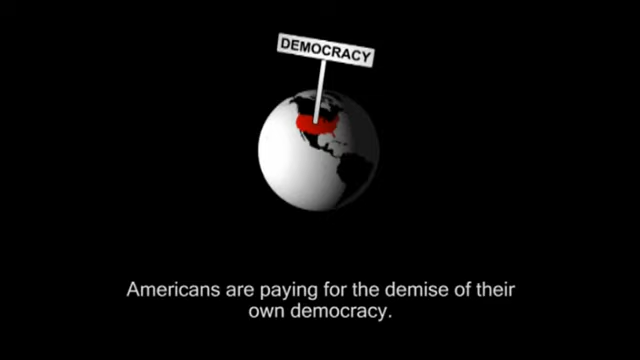 DEMOCRACY
Americans are paying for the demise of their
own democracy.